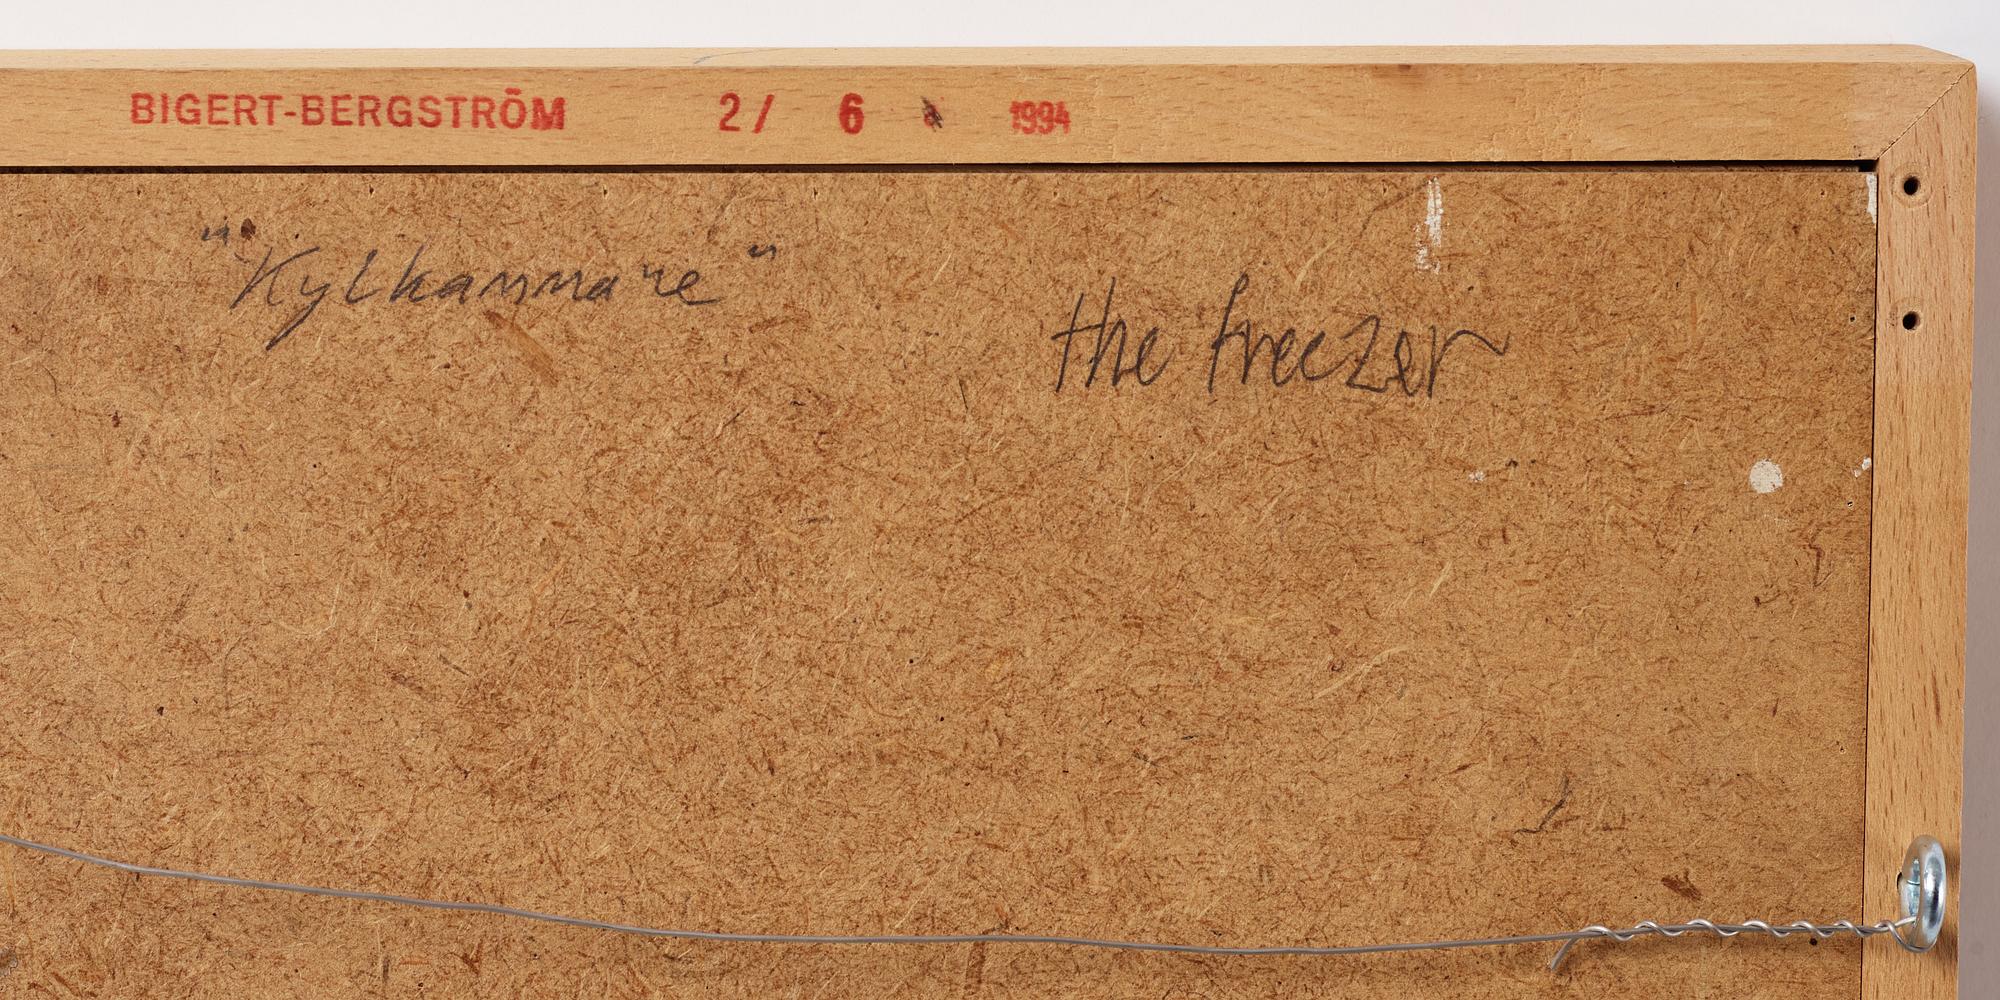 BIGERT-BERGSTRÖM 2/ 6 1994
"Kylkammare"
the freezer